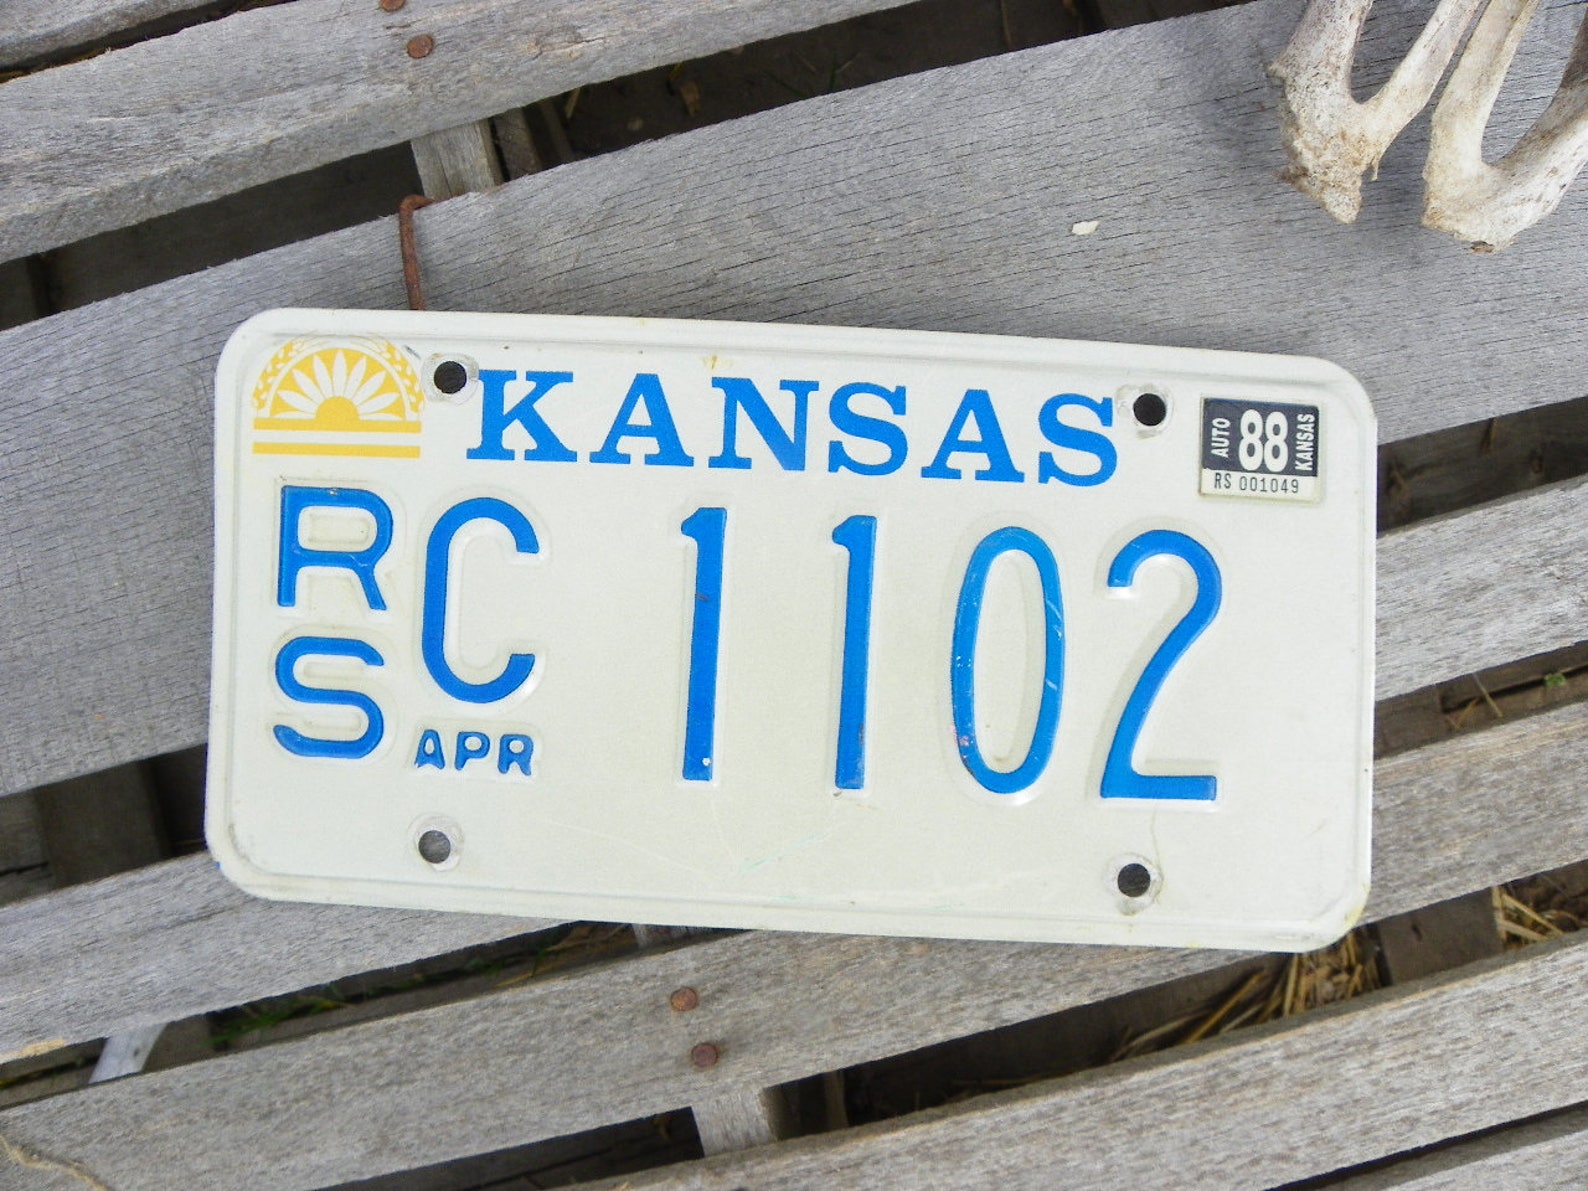 KANSAS
AUTO 88 KANSAS
RS 001049
RS C 1102
APR